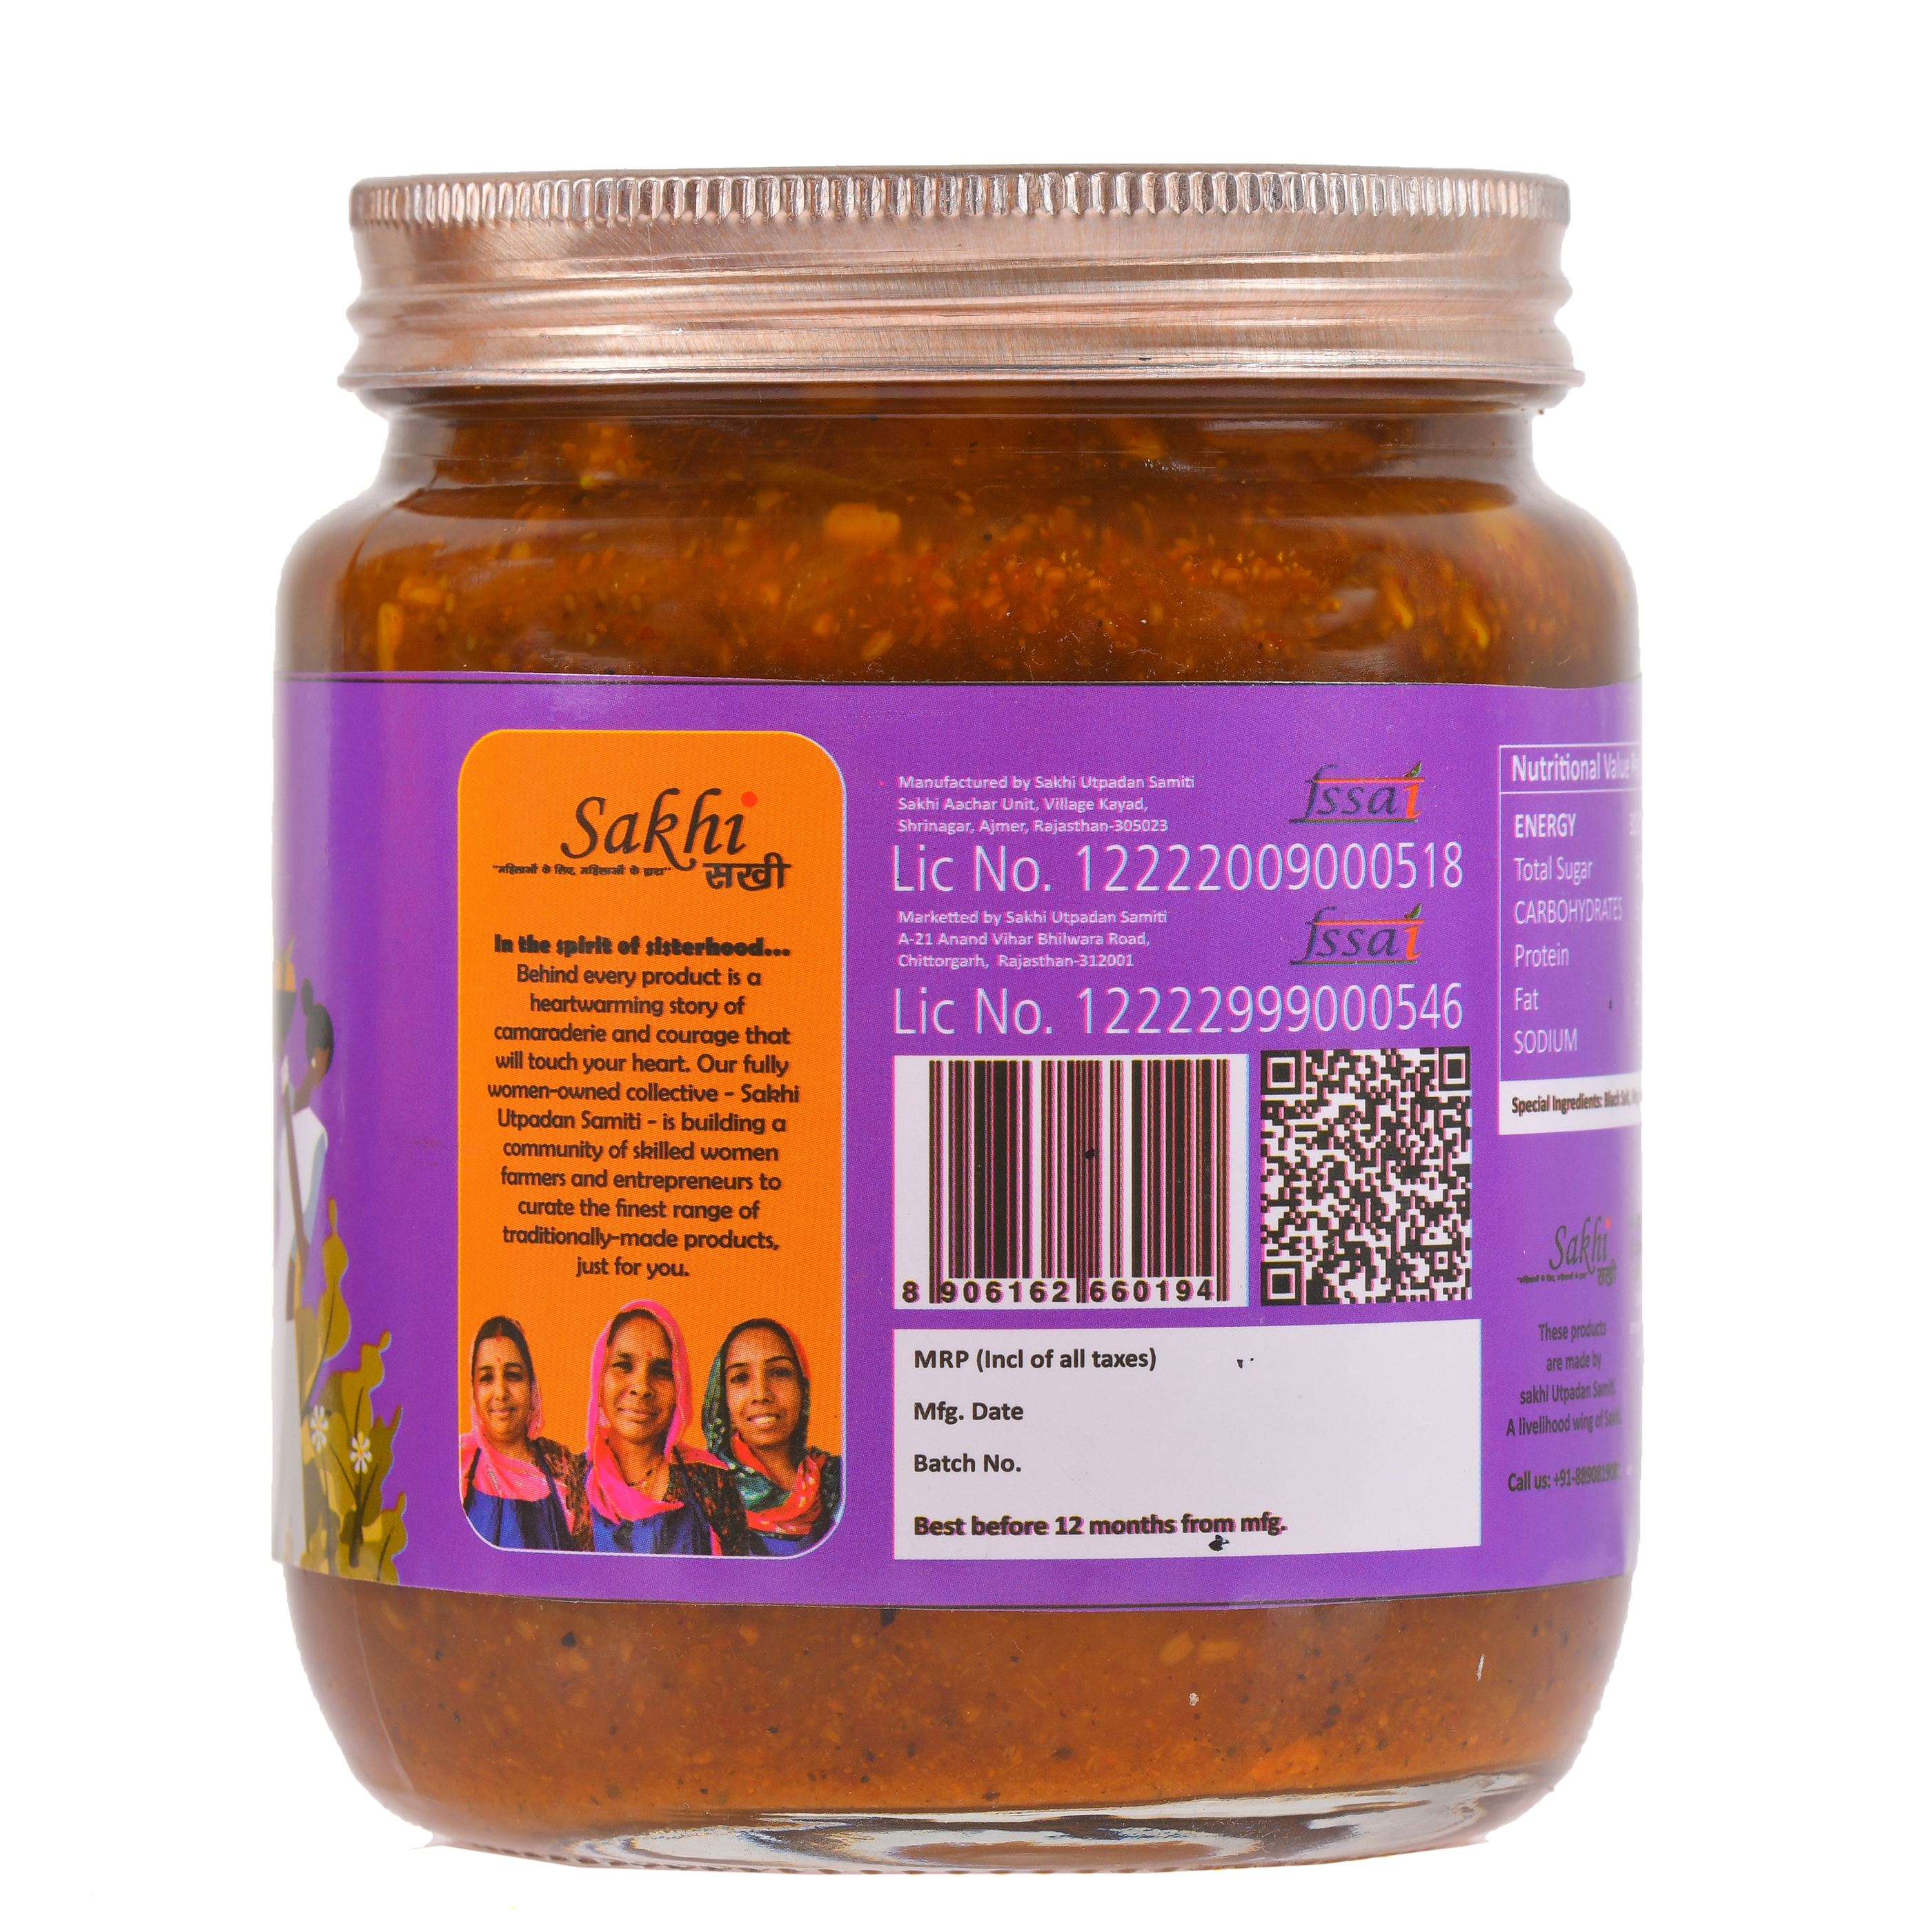 Sakhi
"महिलाओं के लिए, महिलाओं के द्वारा"
सखी
In the spirit of sisterhood...
Behind every product is a
heartwarming story of
camaraderie and courage that
will touch your heart. Our fully
women-owned collective - Sakhi
Utpadan Samiti - is building a
community of skilled women
farmers and entrepreneurs to
curate the finest range of
traditionally-made products,
just for you.
Manufactured by Sakhi Utpadan Samiti
Sakhi Aachar Unit, Village Kayad,
Shrinagar, Ajmer, Rajasthan-305023
fssai
Lic No. 12222009000518
Marketted by Sakhi Utpadan Samiti
A-21 Anand Vihar Bhilwara Road,
Chittorgarh, Rajasthan-312001
fssai
Lic No. 12222999000546
8 906162 660194
MRP (Incl of all taxes)
Mfg. Date
Batch No.
Best before 12 months from mfg.
Nutritional Value
ENERGY
Total Sugar
CARBOHYDRATES
Protein
Fat
SODIUM
Special Ingredients: Black Salt,
Sakhi
सखी
These products
are made by
sakhi Utpadan Samiti.
A livelihood wing of Sakhi.
Call us: